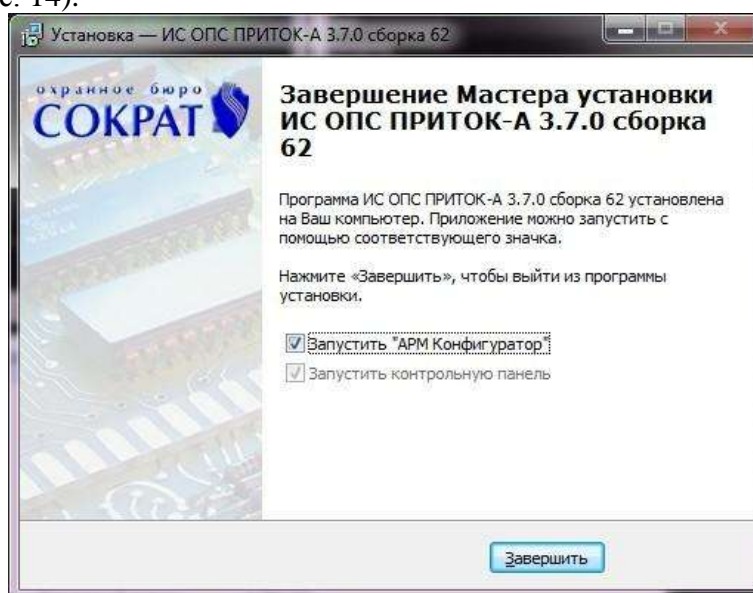 с. 14).
Установка — ИС ОПС ПРИТОК-А 3.7.0 сборка 62
охранное бюро
СОКРАТ
Завершение Мастера установки
ИС ОПС ПРИТОК-А 3.7.0 сборка
62
Программа ИС ОПС ПРИТОК-А 3.7.0 сборка 62 установлена
на Ваш компьютер. Приложение можно запустить с
помощью соответствующего значка.
Нажмите «Завершить», чтобы выйти из программы
установки.
Запустить "АРМ Конфигуратор"
Запустить контрольную панель
Завершить